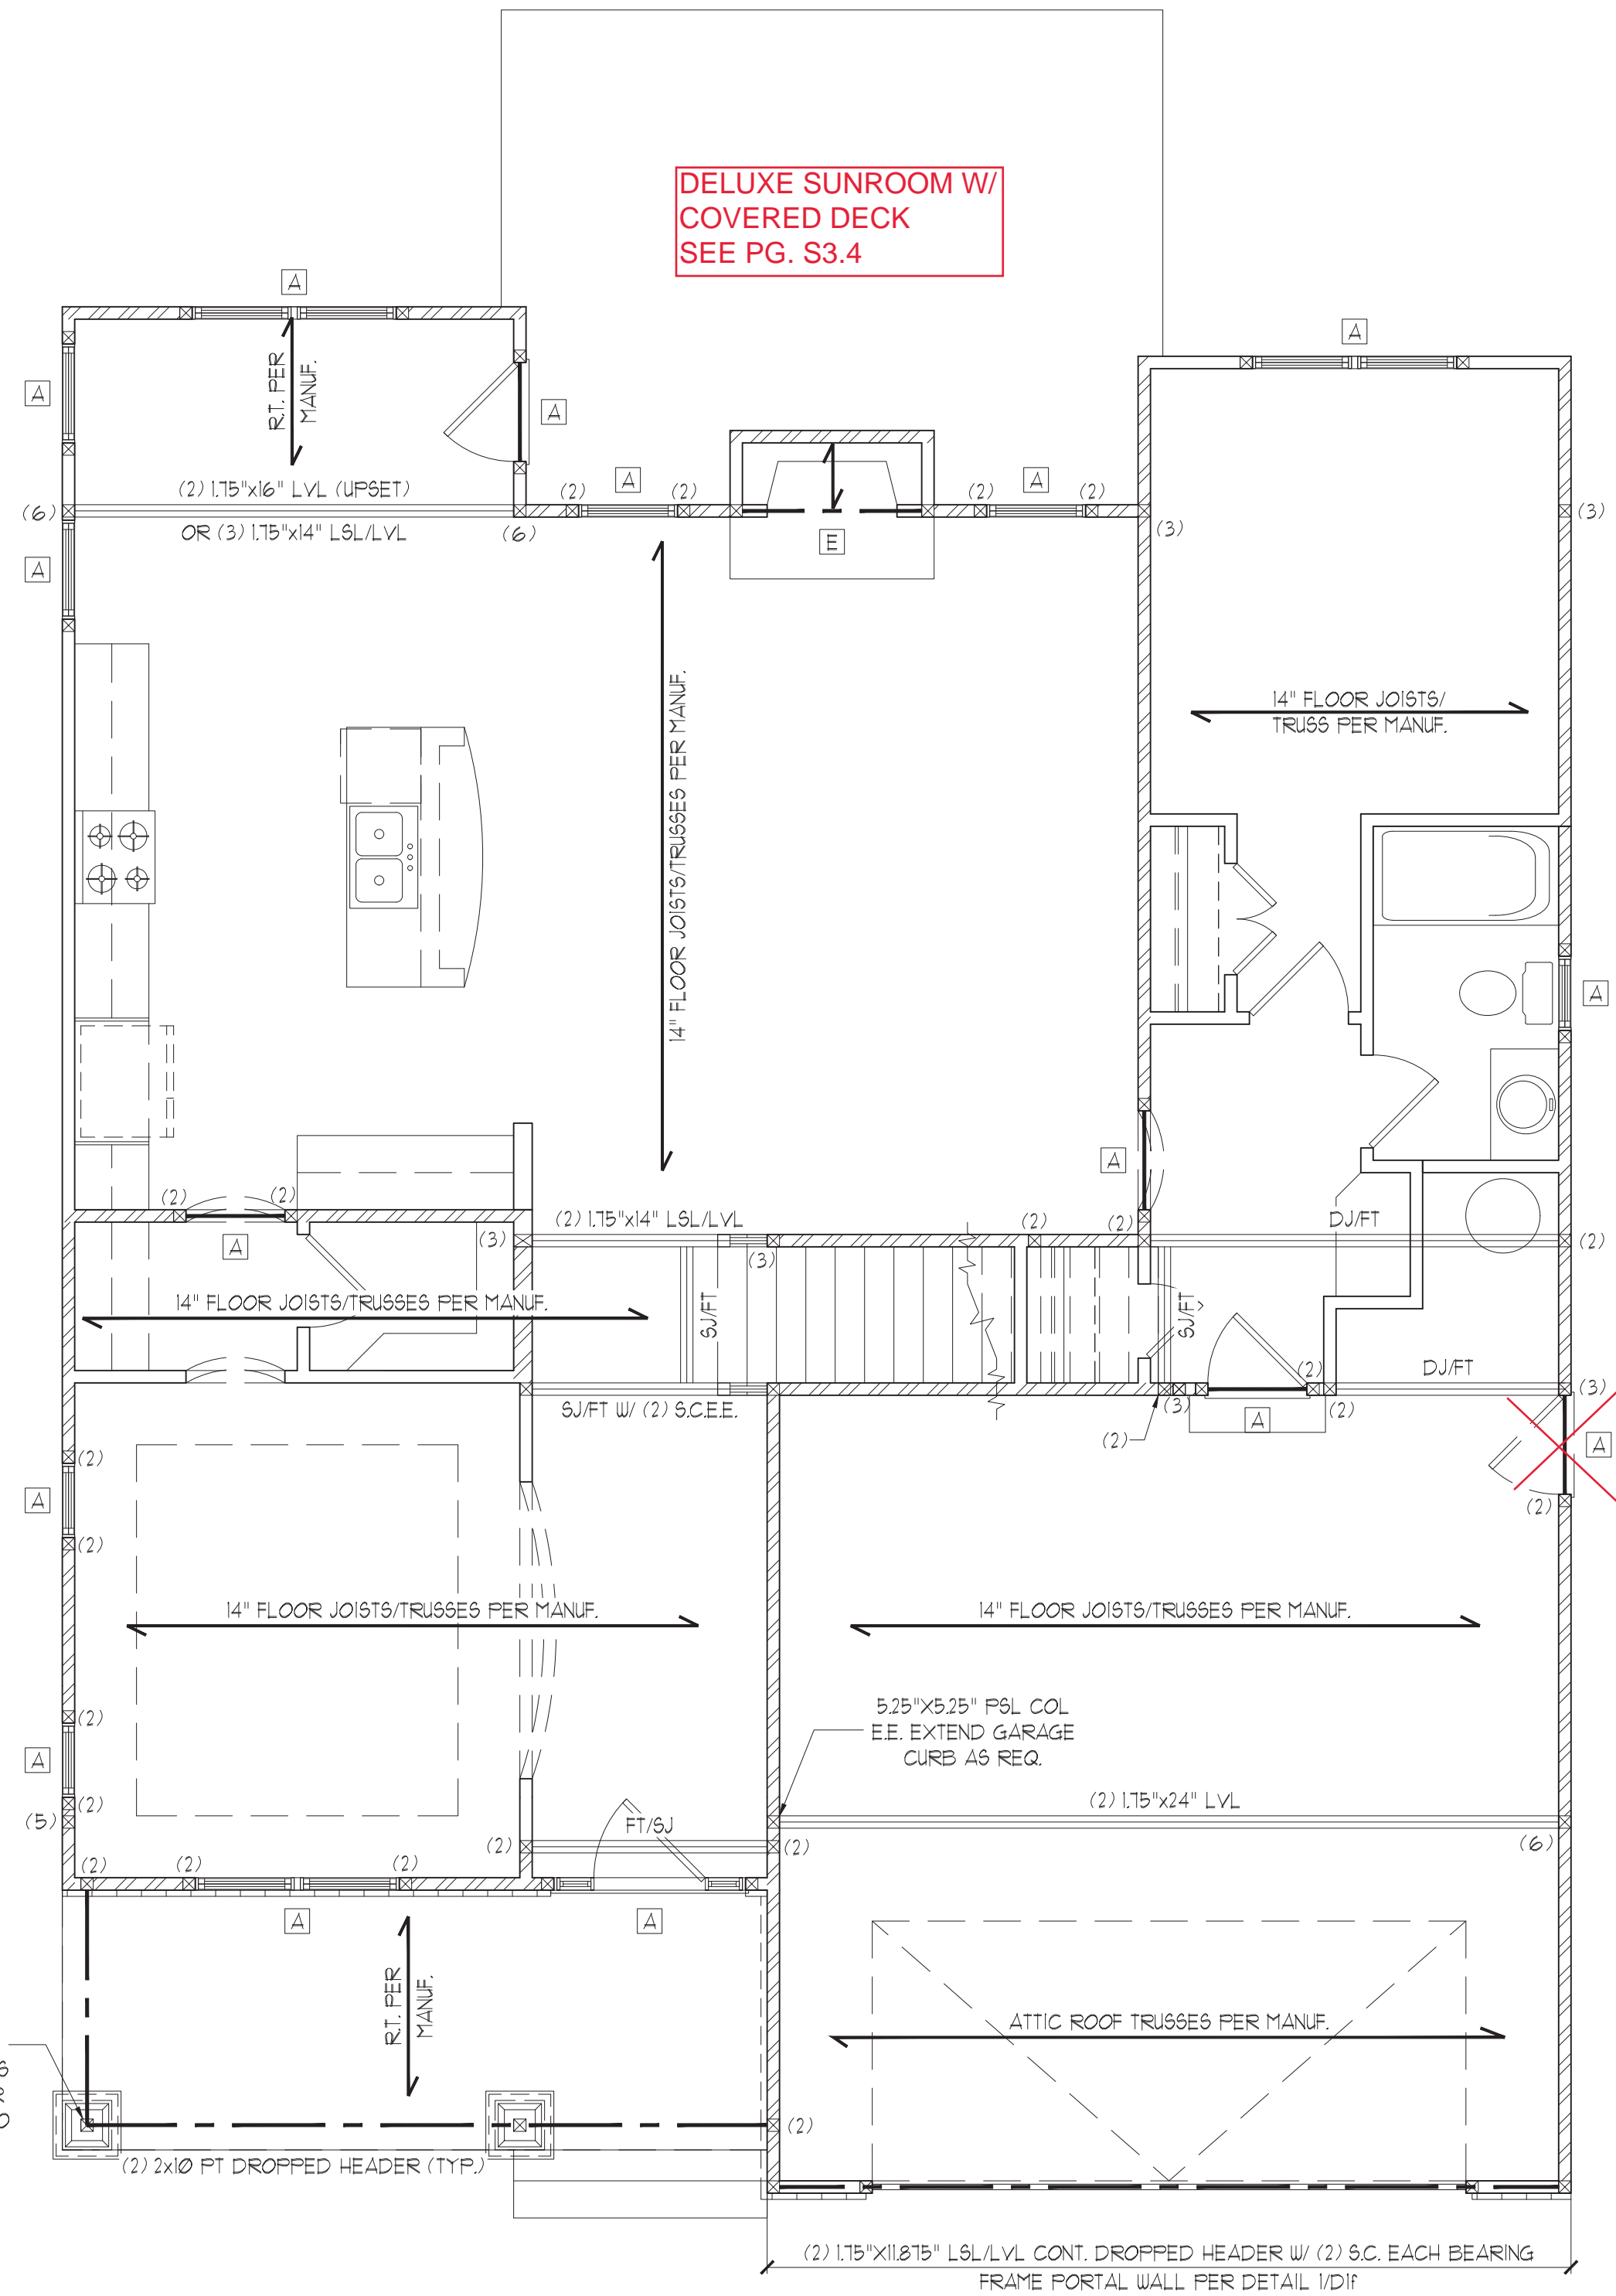 DELUXE SUNROOM W/
COVERED DECK
SEE PG. S3.4
A
A
A
R.T. PER
MANUF.
A
A
A
(2) 1.75"x16" LVL (UPSET)
(2)
(2)
(2)
(2)
(6)
(3)
OR (3) 1.75"x14" LSL/LVL
(6)
(3)
E
A
14" FLOOR JOISTS/TRUSSES PER MANUF.
14" FLOOR JOISTS/
TRUSS PER MANUF.
A
A
(2)
(2)
(2) 1.75"x14" LSL/LVL
(2)
(2)
DJ/FT
A
(3)
(3)
(2)
14" FLOOR JOISTS/TRUSSES PER MANUF.
SJ/FT
SJ/FT
DJ/FT
(2)
(3)
SJ/FT W/ (2) S.C.E.E.
(3)
A
(2)
(2)
A
(2)
A
(2)
(2)
14" FLOOR JOISTS/TRUSSES PER MANUF.
14" FLOOR JOISTS/TRUSSES PER MANUF.
5.25"X5.25" PSL COL
E.E. EXTEND GARAGE
CURB AS REQ.
(2)
A
(2)
(5)
(2) 1.75"x24" LVL
FT/SJ
(2)
(2)
(6)
(2)
(2)
(2)
A
A
R.T. PER
MANUF.
ATTIC ROOF TRUSSES PER MANUF.
(2)
(2) 2x10 PT DROPPED HEADER (TYP.)
(2) 1.75"X11.875" LSL/LVL CONT. DROPPED HEADER W/ (2) S.C. EACH BEARING
FRAME PORTAL WALL PER DETAIL 1/D1f